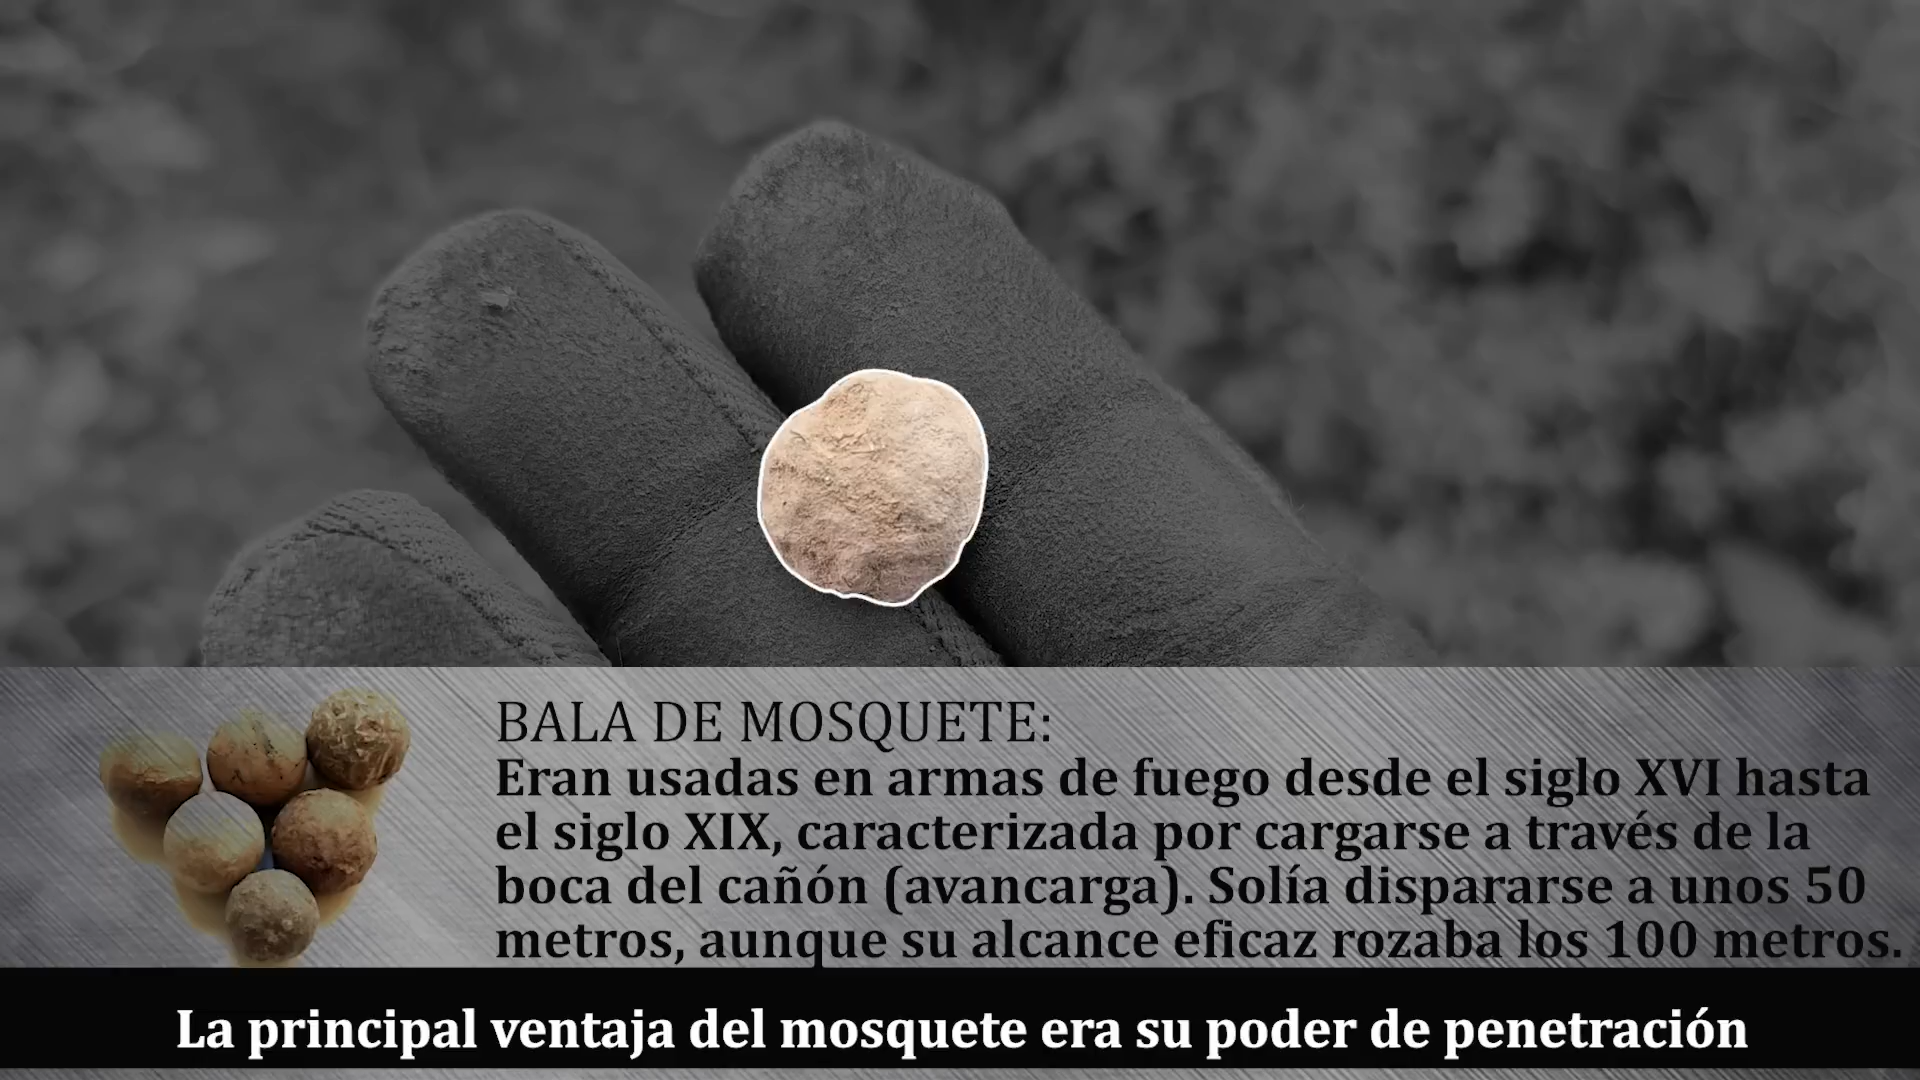 BALA DE MOSQUETE:
Eran usadas en armas de fuego desde el siglo XVI hasta
el siglo XIX, caracterizada por cargarse a través de la
boca del cañón (avancarga). Solía dispararse a unos 50
metros, aunque su alcance eficaz rozaba los 100 metros.
La principal ventaja del mosquete era su poder de penetración